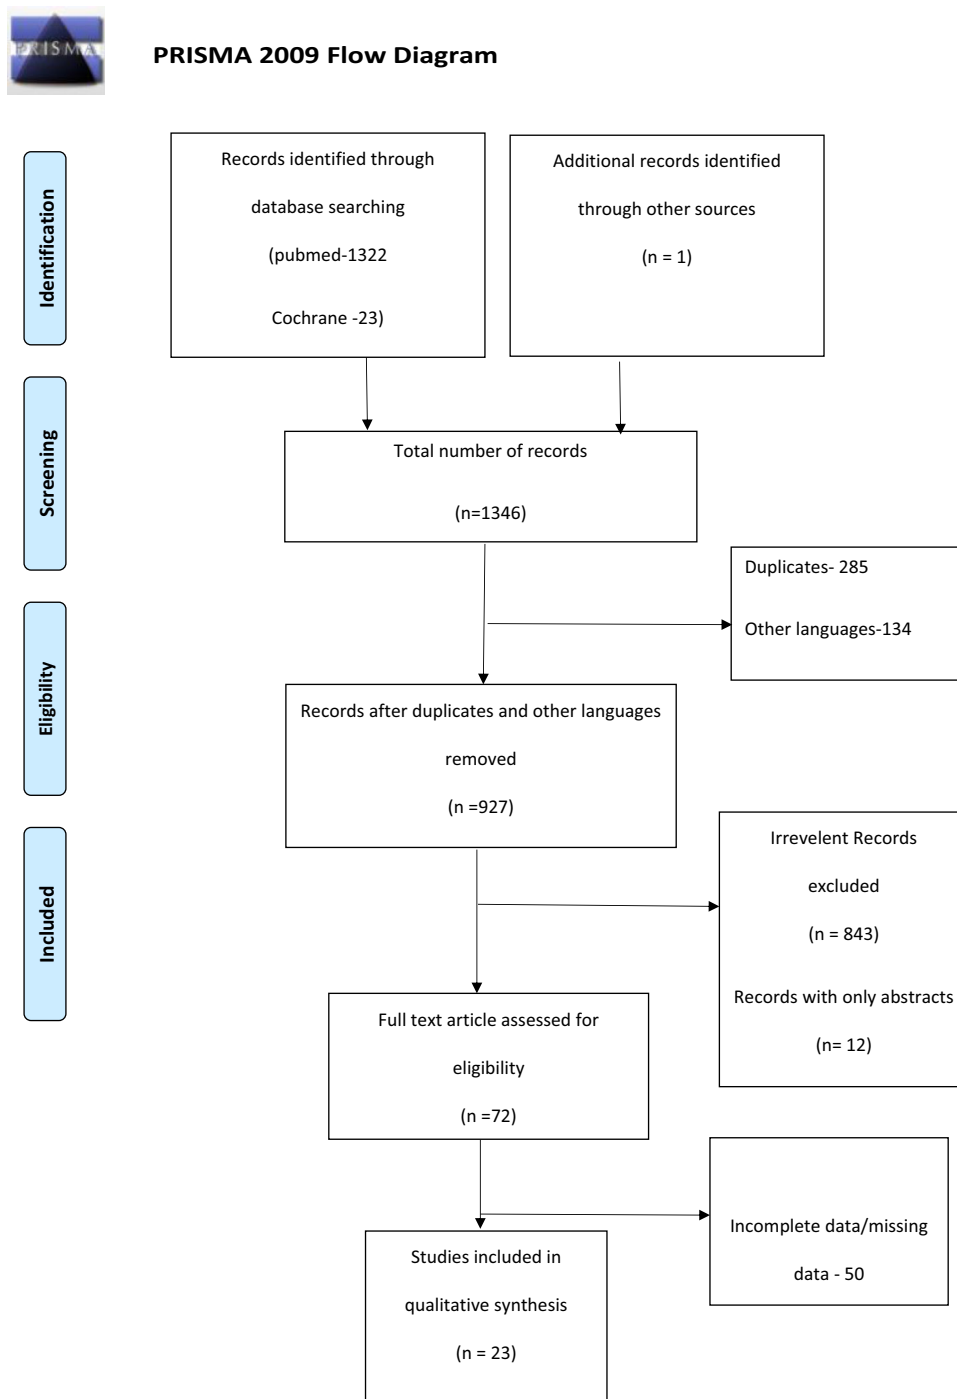 PRISMA
PRISMA 2009 Flow Diagram
Identification
Records identified through
database searching
(pubmed-1322
Cochrane -23)
Additional records identified
through other sources
(n = 1)
Screening
Total number of records
(n=1346)
Duplicates- 285
Other languages-134
Eligibility
Records after duplicates and other languages
removed
(n =927)
Irrevelent Records
excluded
(n = 843)
Records with only abstracts
(n= 12)
Included
Full text article assessed for
eligibility
(n =72)
Incomplete data/missing
data - 50
Studies included in
qualitative synthesis
(n = 23)